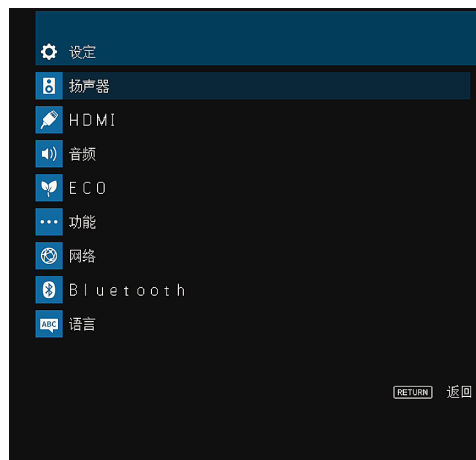 设定
扬声器
HDMI
音频
ECO
功能
网络
Bluetooth
ABC 语言
RETURN 返回